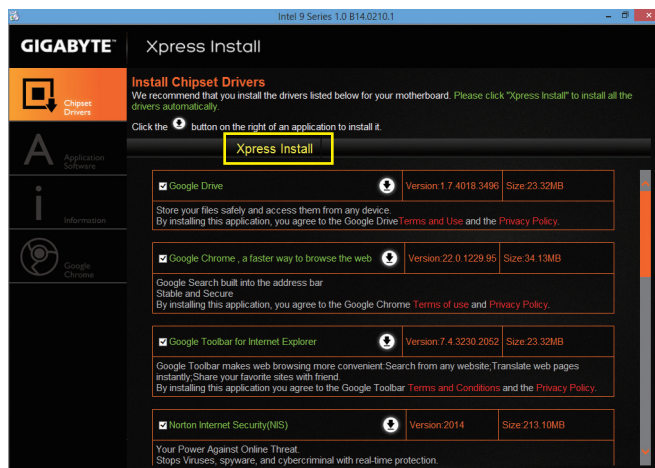 Intel 9 Series 1.0 B14.0210.1
GIGABYTE™
Xpress Install
Chipset
Drivers
Application
Software
Information
Google
Chrome
Install Chipset Drivers
We recommend that you install the drivers listed below for your motherboard. Please click "Xpress Install" to install all the
drivers automatically.
Click the button on the right of an application to install it.
Xpress Install
Google Drive Version:1.7.4018.3496 Size:23.32MB
Store your files safely and access them from any device.
By installing this application, you agree to the Google DriveTerms and Use and the Privacy Policy.
Google Chrome , a faster way to browse the web Version:22.0.1229.95 Size:34.13MB
Google Search built into the address bar
Stable and Secure
By installing this application, you agree to the Google Chrome Terms of use and Privacy Policy.
Google Toolbar for Internet Explorer Version:7.4.3230.2052 Size:23.32MB
Google Toolbar makes web browsing more convenient:Search from any website;Translate web pages
instantly;Share your favorite sites with friend.
By installing this application you agree to the Google Toolbar Terms and Conditions and the Privacy Policy.
Norton Internet Security(NIS) Version:2014 Size:213.10MB
Your Power Against Online Threat.
Stops Viruses, spyware, and cybercriminal with real-time protection.